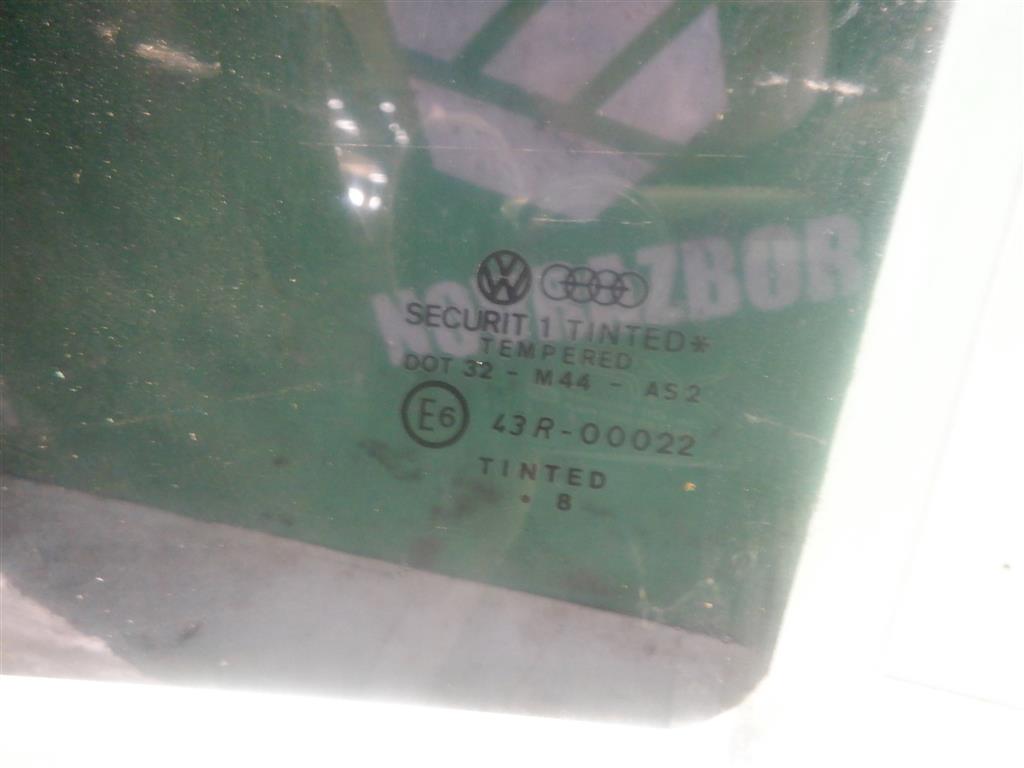 SECURIT 1 TINTED*
TEMPERED
DOT 32 - M44 - AS2
E6 43R-00022
TINTED
• 8